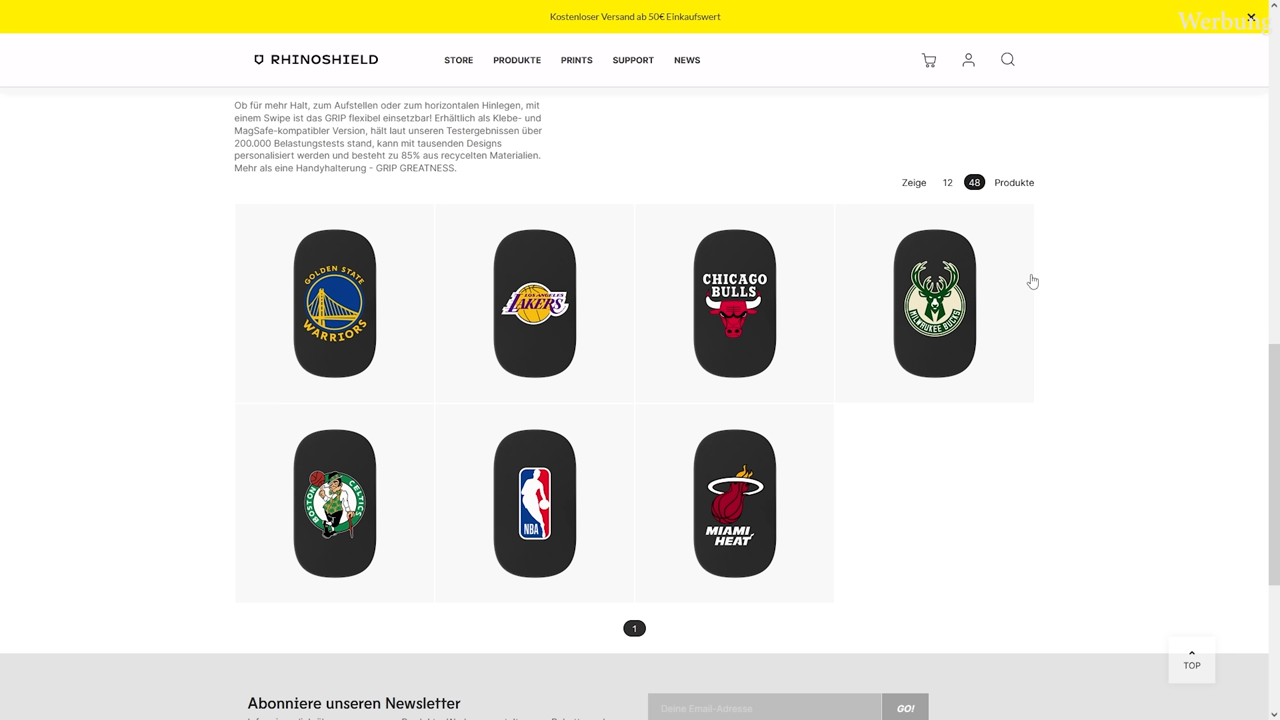 Kostenloser Versand ab 50€ Einkaufswert
Werbung
RHINOSHIELD
STORE
PRODUKTE
PRINTS
SUPPORT
NEWS
Ob für mehr Halt, zum Aufstellen oder zum horizontalen Hinlegen, mit
einem Swipe ist das GRIP flexibel einsetzbar! Erhältlich als Klebe- und
MagSafe-kompatibler Version, hält laut unseren Testergebnissen über
200.000 Belastungstests stand, kann mit tausenden Designs
personalisiert werden und besteht zu 85% aus recycelten Materialien.
Mehr als eine Handyhalterung - GRIP GREATNESS.
Zeige 12 48 Produkte
GOLDEN STATE
WARRIORS
LOS ANGELES
LAKERS
CHICAGO
BULLS
MILWAUKEE BUCKS
BOSTON
CELTICS
NBA
MIAMI
HEAT
1
TOP
Abonniere unseren Newsletter
Deine Email-Adresse
GO!